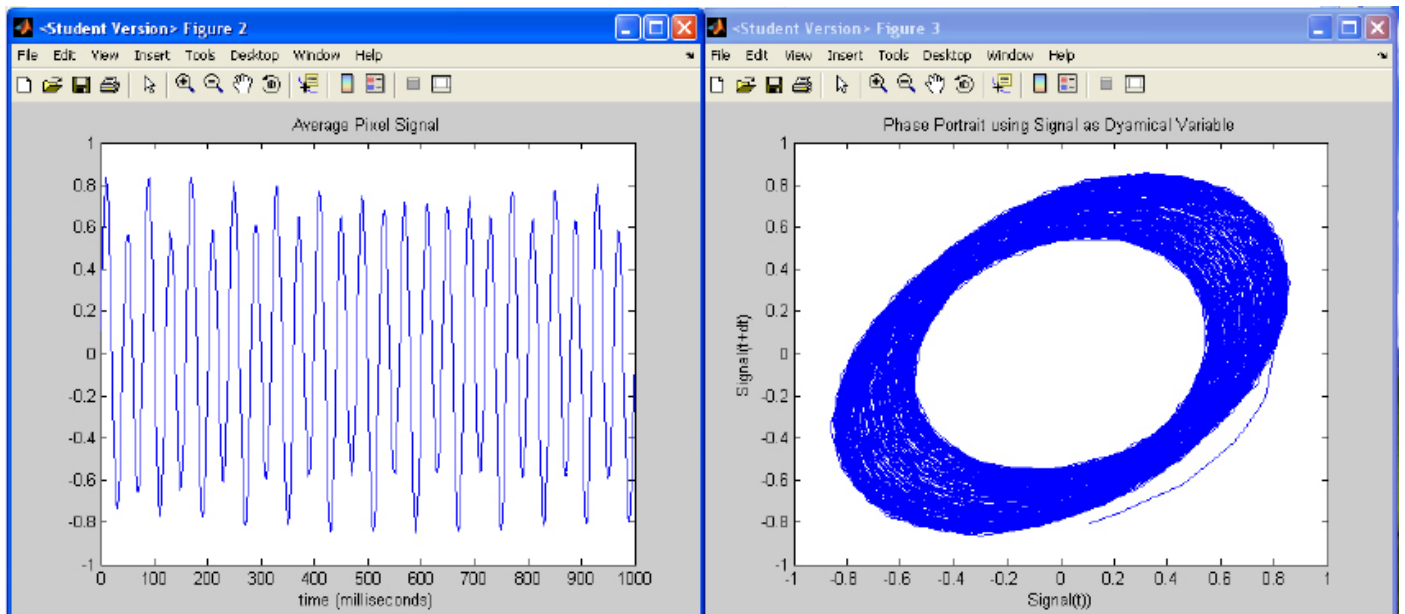 <Student Version> Figure 2
File Edit View Insert Tools Desktop Window Help
Average Pixel Signal
1
0.8
0.6
0.4
0.2
0
-0.2
-0.4
-0.6
-0.8
-1
0 100 200 300 400 500 600 700 800 900 1000
time (milliseconds)
<Student Version> Figure 3
File Edit View Insert Tools Desktop Window Help
Phase Portrait using Signal as Dyamical Variable
Signal(t+dt)
1
0.8
0.6
0.4
0.2
0
-0.2
-0.4
-0.6
-0.8
-1
-1 -0.8 -0.6 -0.4 -0.2 0 0.2 0.4 0.6 0.8 1
Signal(t))